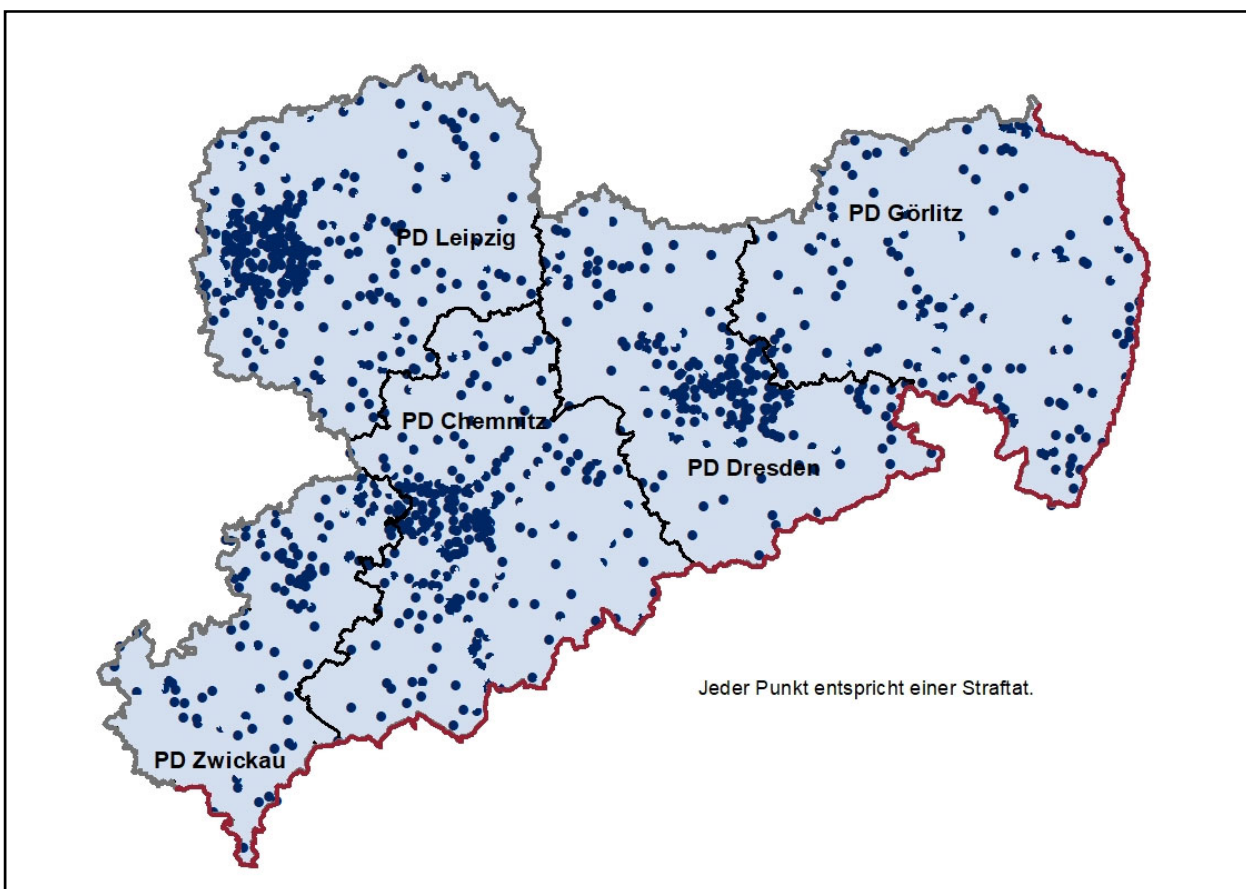 PD Görlitz
PD Leipzig
PD Chemnitz
PD Dresden
Jeder Punkt entspricht einer Straftat.
PD Zwickau